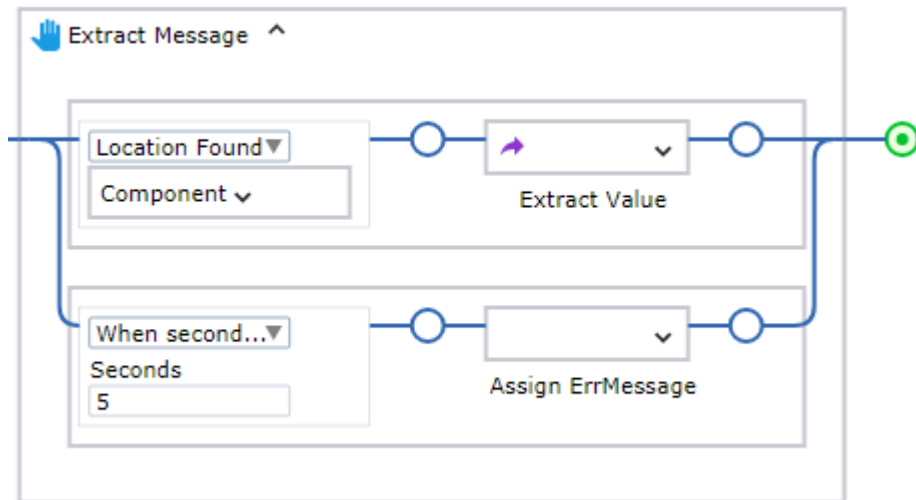 Extract Message
Location Found
Component
Extract Value
When second...
Seconds
5
Assign ErrMessage